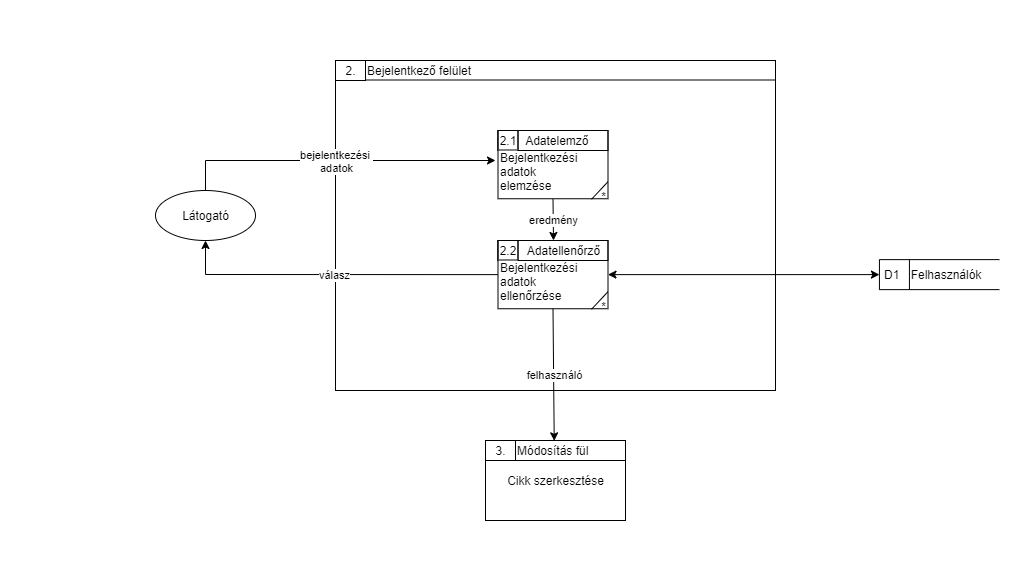 2. Bejelentkező felület
2.1 Adatelemző
bejelentkezési
adatok
Bejelentkezési
adatok
elemzése
*
Látogató
eredmény
2.2 Adatellenőrző
Bejelentkezési
adatok
ellenőrzése
*
válasz
D1 Felhasználók
felhasználó
3. Módosítás fül
Cikk szerkesztése